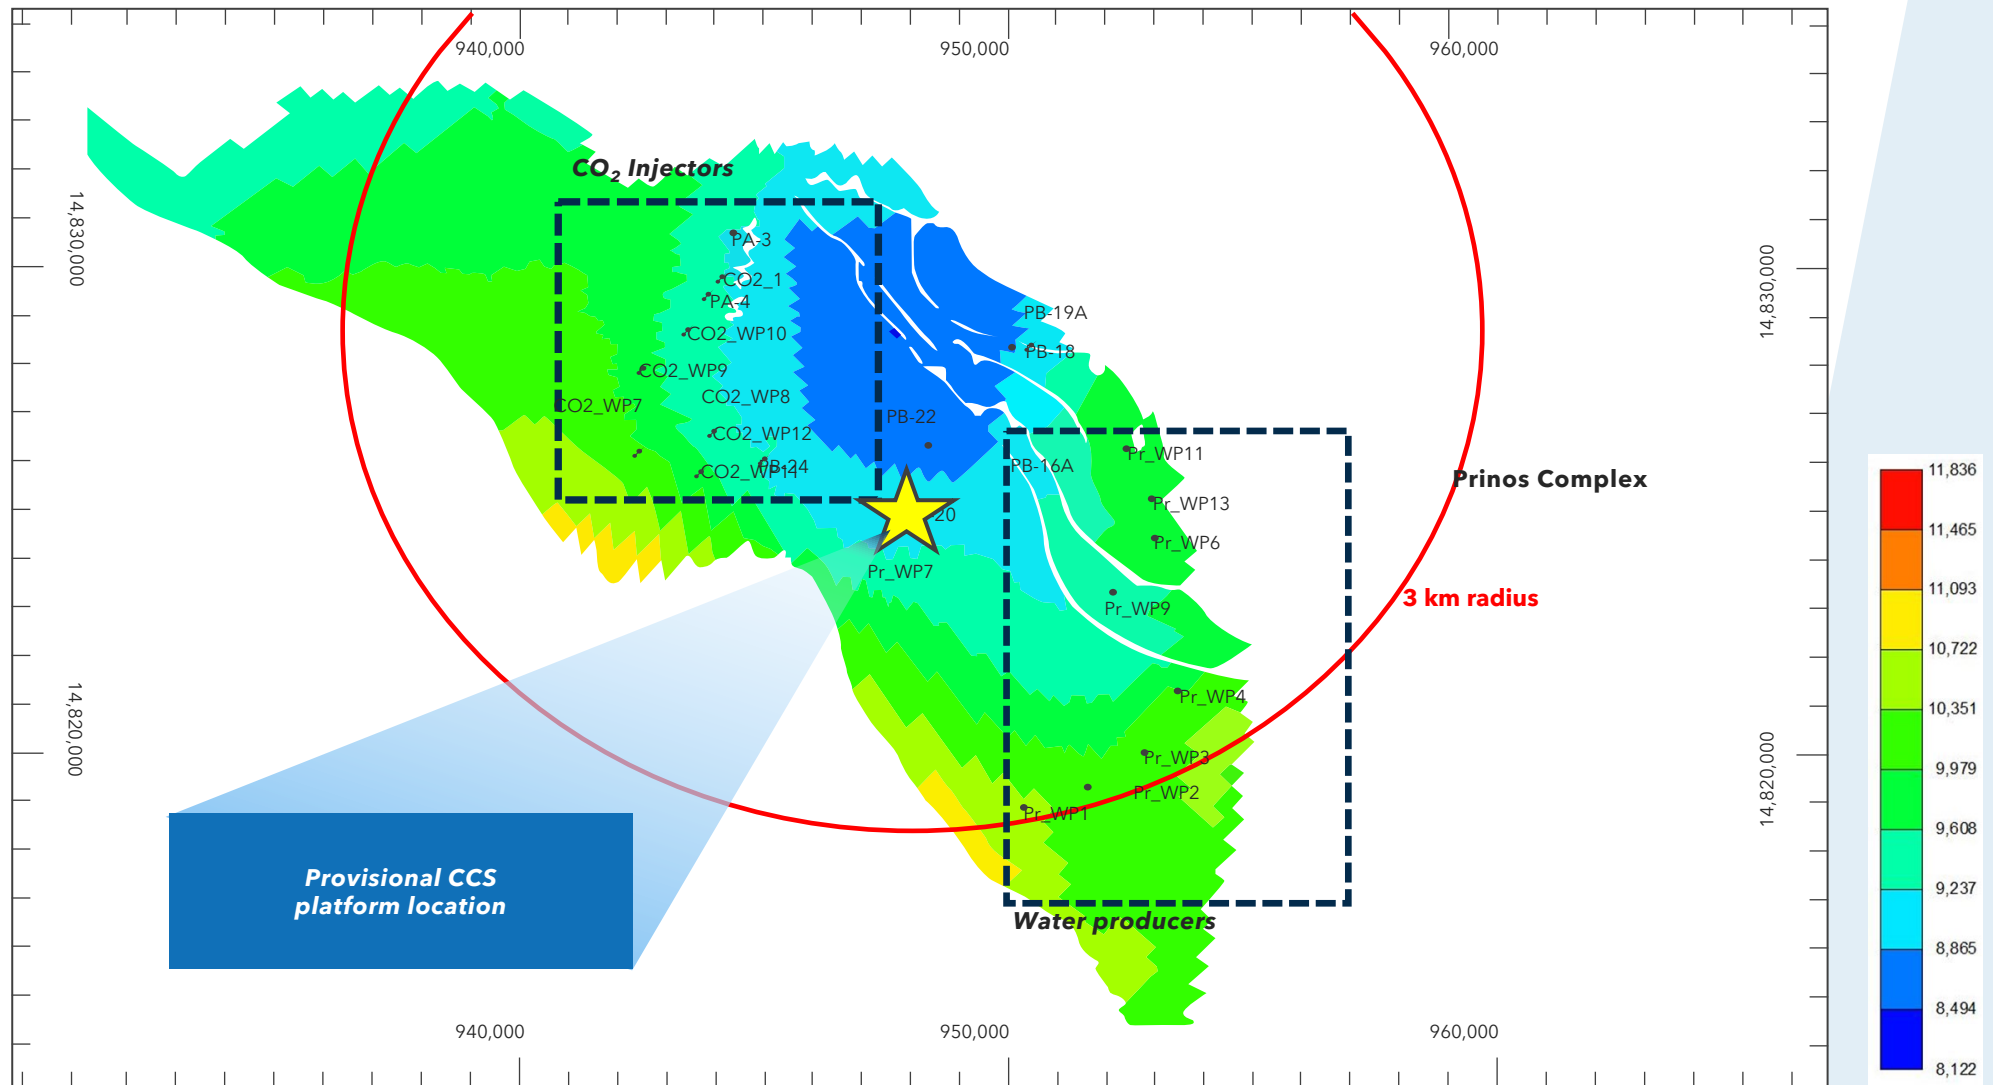 940,000
950,000
960,000
CO₂ Injectors
14,830,000
14,830,000
PA-3
CO2_1
PA-4
PB-19A
CO2_WP10
PB-18
CO2_WP9
CO2_WP8
CO2_WP7
PB-22
CO2_WP12
Pr_WP11
PB-24
PB-16A
CO2_WP11
Prinos Complex
Pr_WP13
20
Pr_WP6
Pr_WP7
3 km radius
Pr_WP9
Pr_WP4
14,820,000
14,820,000
Pr_WP3
Pr_WP2
Pr_WP1
Provisional CCS
platform location
Water producers
940,000
950,000
960,000
11,836
11,465
11,093
10,722
10,351
9,979
9,608
9,237
8,865
8,494
8,122